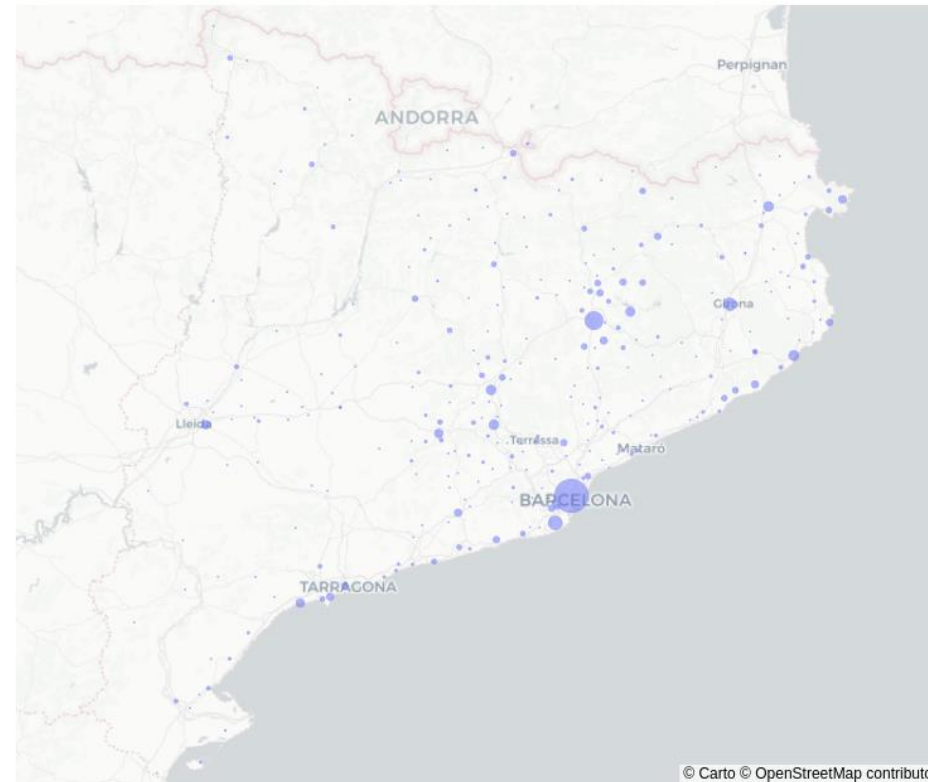 Perpignan
ANDORRA
Girona
Lleida
Terrassa
Mataró
BARCELONA
TARRAGONA
© Carto © OpenStreetMap contributo